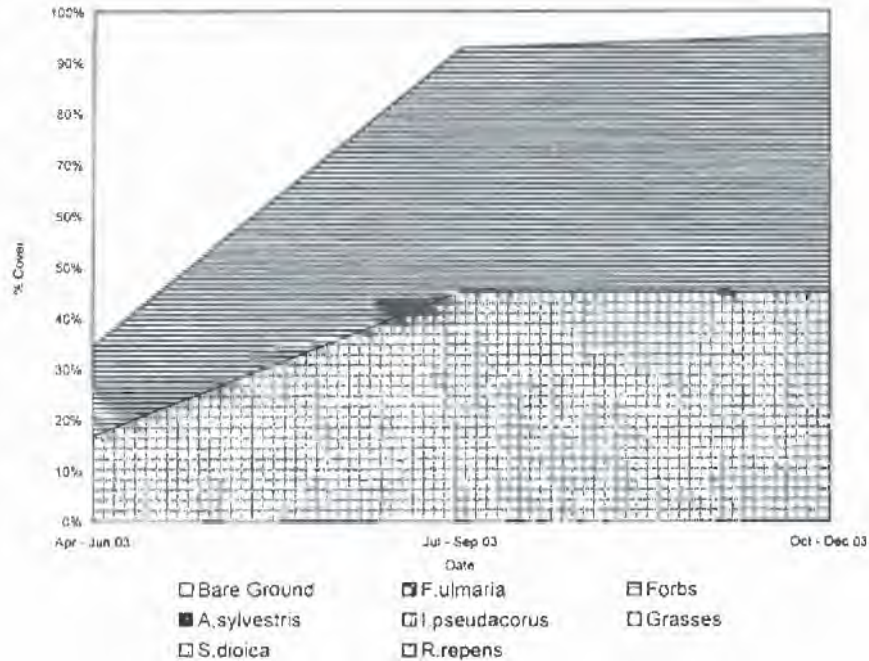 100%
90%
80%
70%
60%
50%
40%
30%
20%
10%
0%
% Cover
Apr - Jun 03
Jul - Sep 03
Oct - Dec 03
Date
Bare Ground
F.ulmaria
Forbs
A.sylvestris
I.pseudacorus
Grasses
S.dioica
R.repens